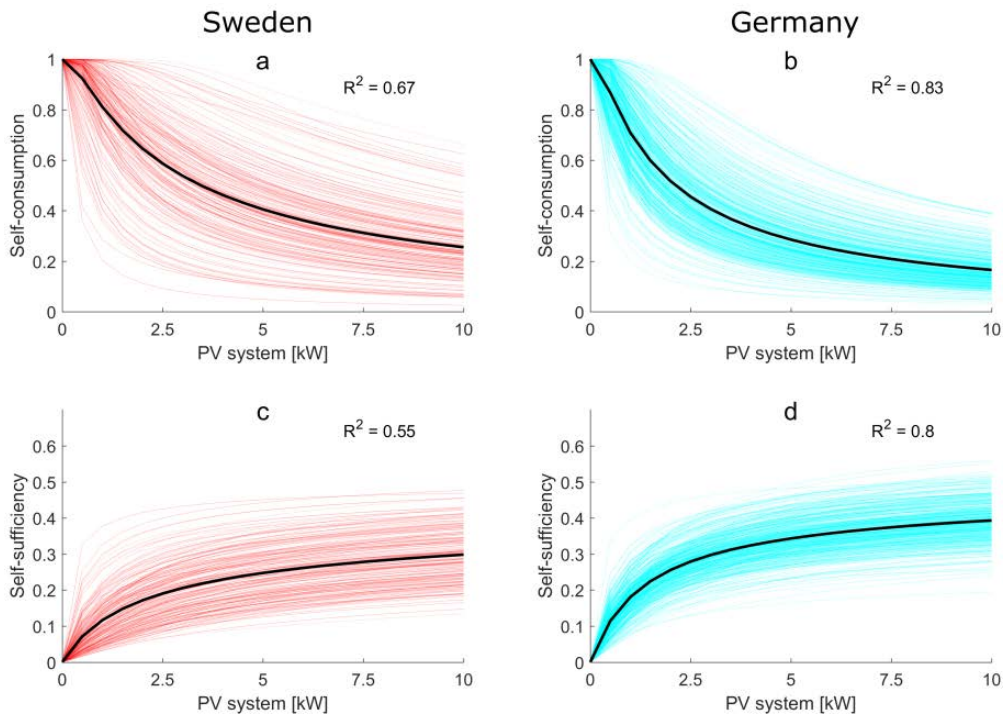 Sweden
Germany
a
R² = 0.67
1
0.8
0.6
0.4
0.2
0
Self-consumption
0 2.5 5 7.5 10
PV system [kW]
b
R² = 0.83
1
0.8
0.6
0.4
0.2
0
Self-consumption
0 2.5 5 7.5 10
PV system [kW]
c
R² = 0.55
0.6
0.5
0.4
0.3
0.2
0.1
0
Self-sufficiency
0 2.5 5 7.5 10
PV system [kW]
d
R² = 0.8
0.6
0.5
0.4
0.3
0.2
0.1
0
Self-sufficiency
0 2.5 5 7.5 10
PV system [kW]